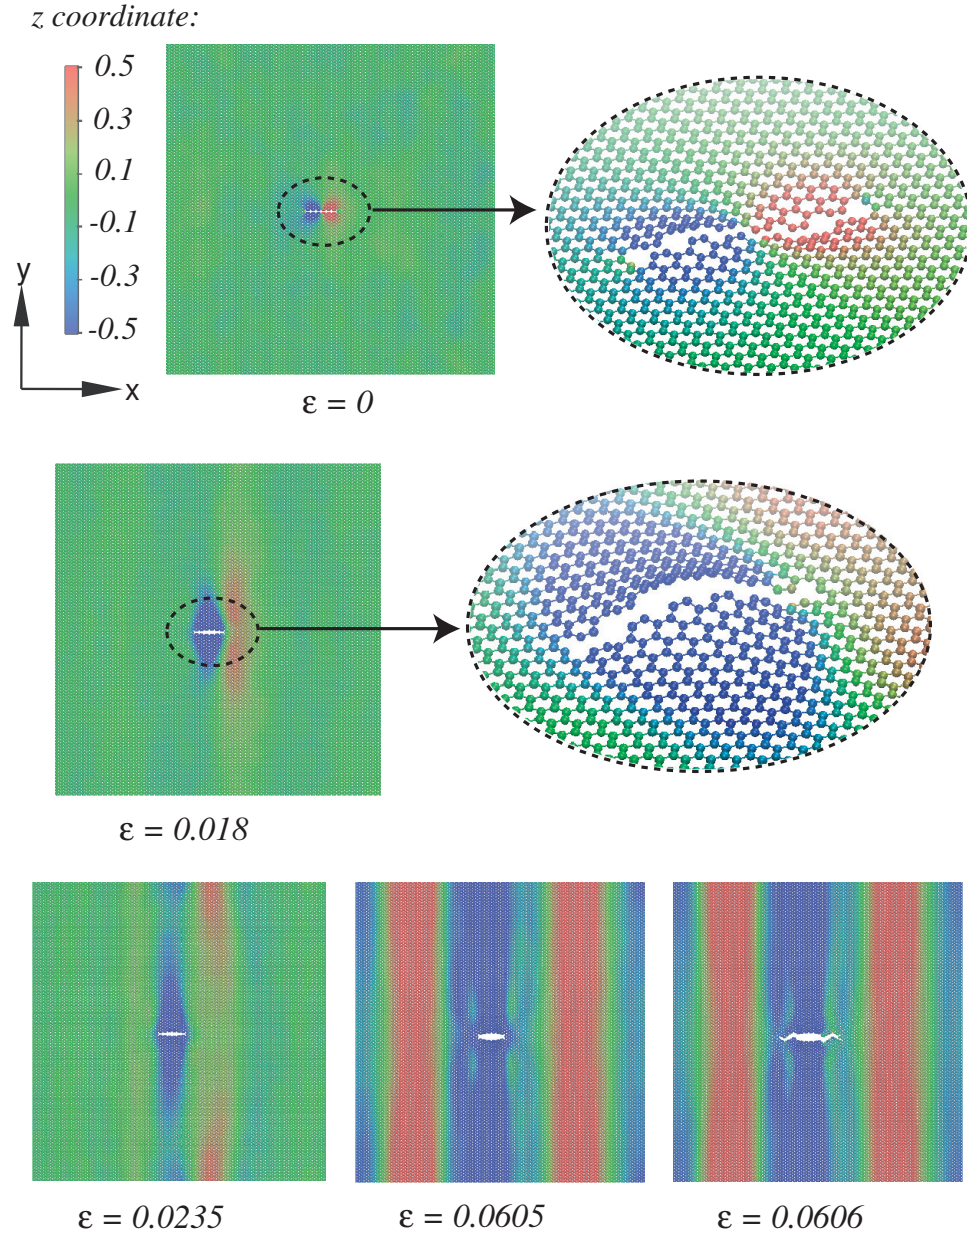 z coordinate:
0.5
0.3
0.1
-0.1
-0.3
-0.5
y
x
ε = 0
ε = 0.018
ε = 0.0235
ε = 0.0605
ε = 0.0606